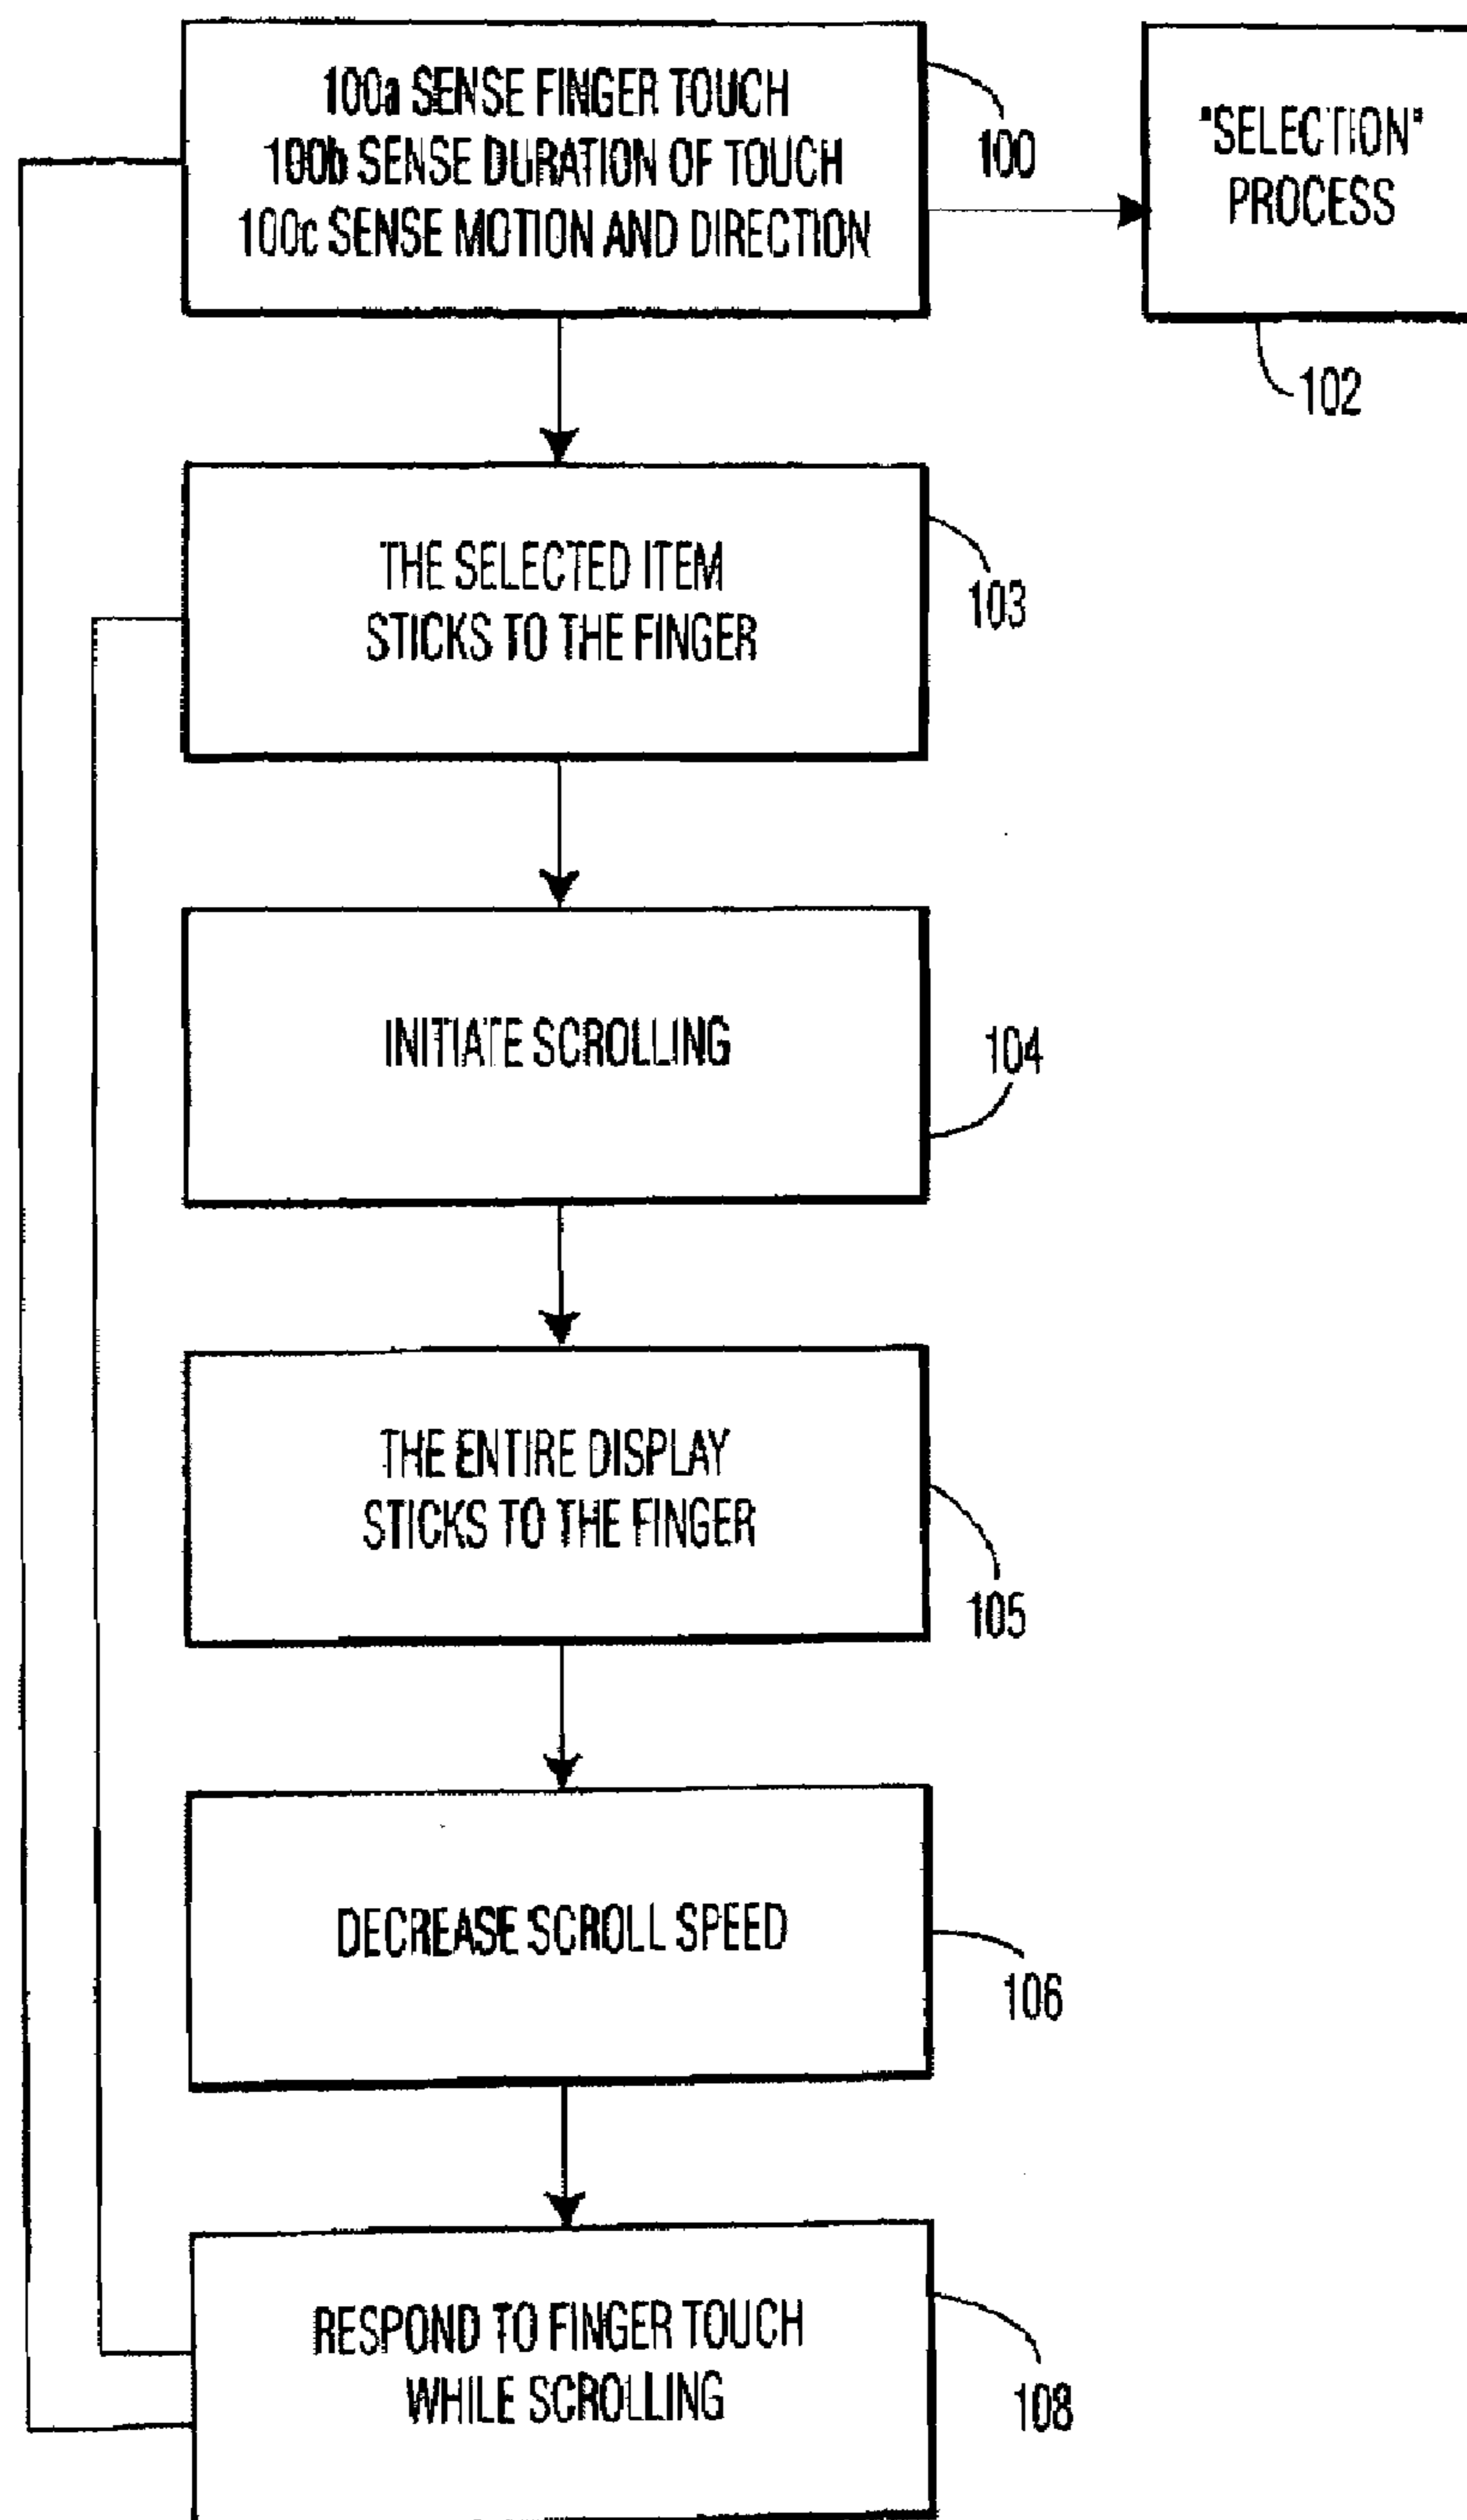 100a SENSE FINGER TOUCH
100b SENSE DURATION OF TOUCH
100c SENSE MOTION AND DIRECTION
100
"SELECTION"
PROCESS
102
THE SELECTED ITEM
STICKS TO THE FINGER
103
INITIATE SCROLLING
104
THE ENTIRE DISPLAY
STICKS TO THE FINGER
105
DECREASE SCROLL SPEED
106
RESPOND TO FINGER TOUCH
WHILE SCROLLING
108